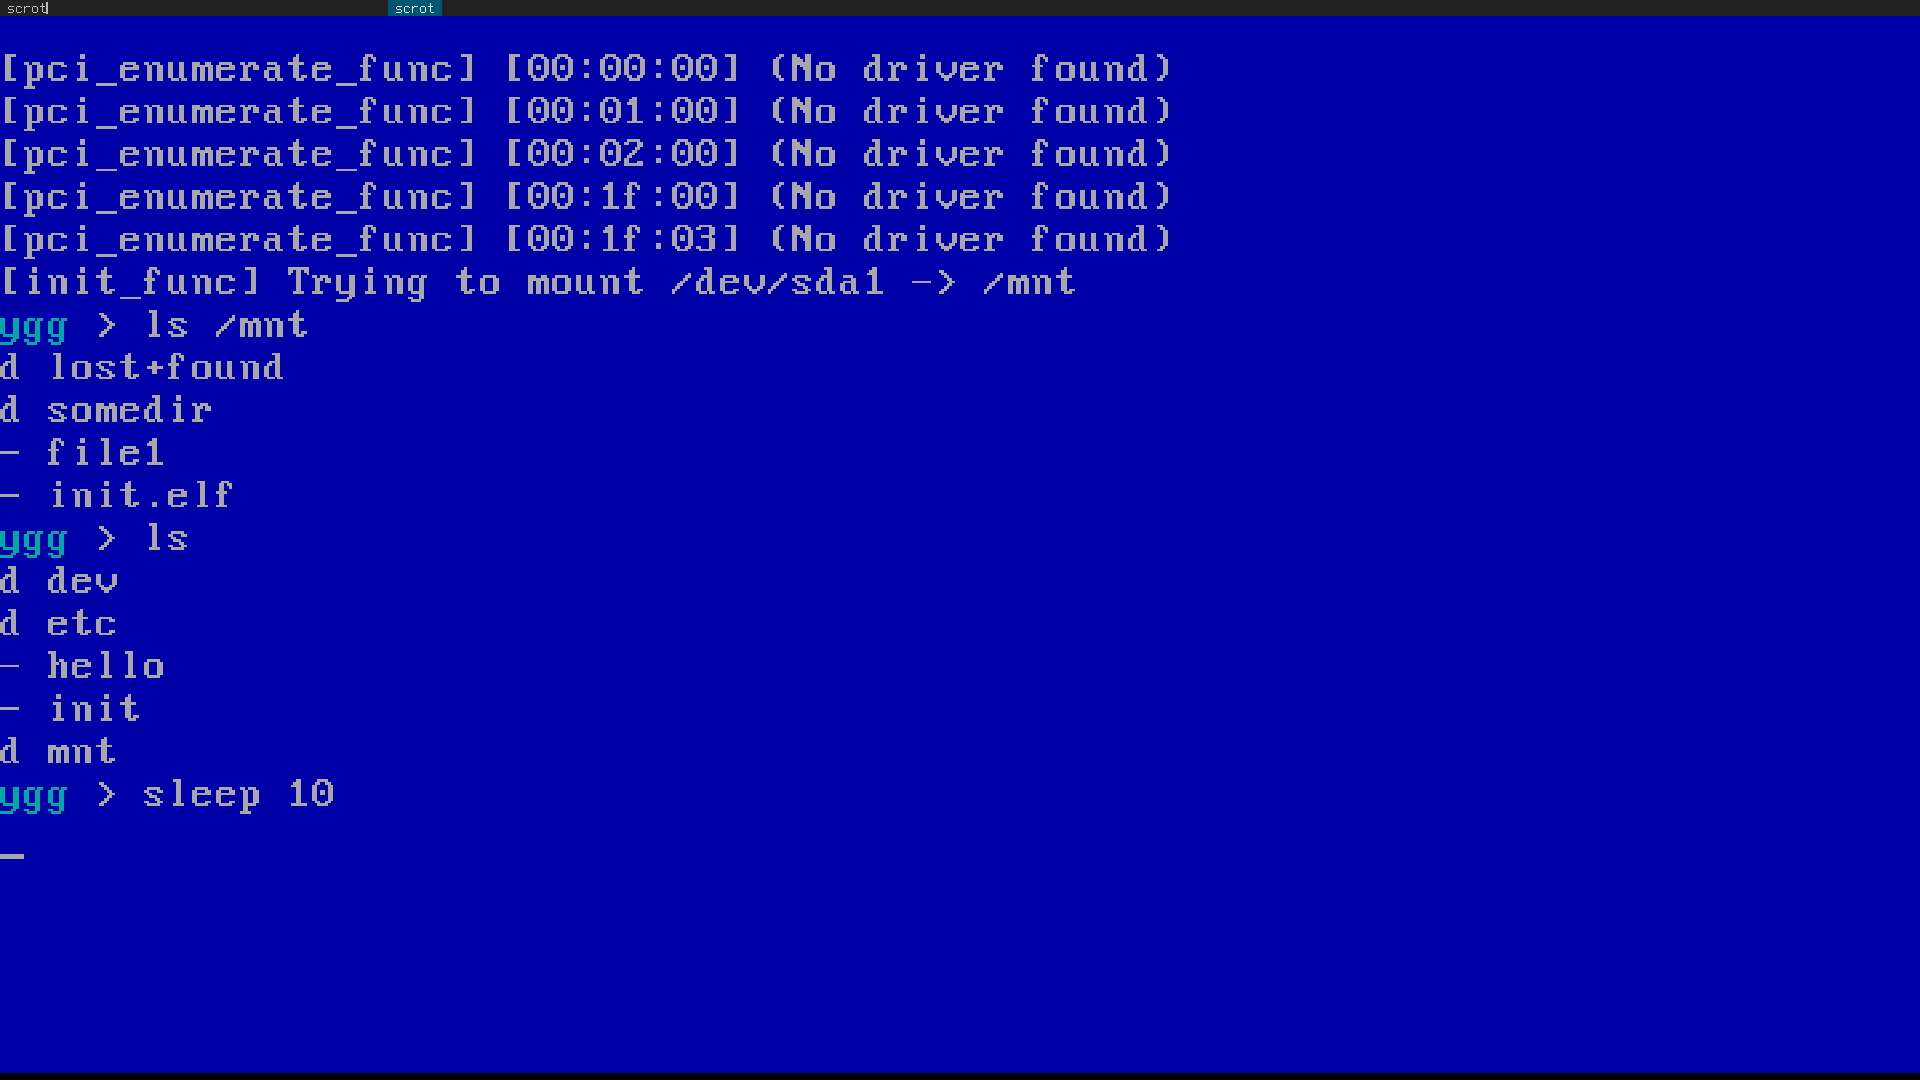 scrot scrot
[pci_enumerate_func] [00:00:00] (No driver found)
[pci_enumerate_func] [00:01:00] (No driver found)
[pci_enumerate_func] [00:02:00] (No driver found)
[pci_enumerate_func] [00:1f:00] (No driver found)
[pci_enumerate_func] [00:1f:03] (No driver found)
[init_func] Trying to mount /dev/sda1 -> /mnt
ygg > ls /mnt
d lost+found
d somedir
- file1
- init.elf
ygg > ls
d dev
d etc
- hello
- init
d mnt
ygg > sleep 10
_